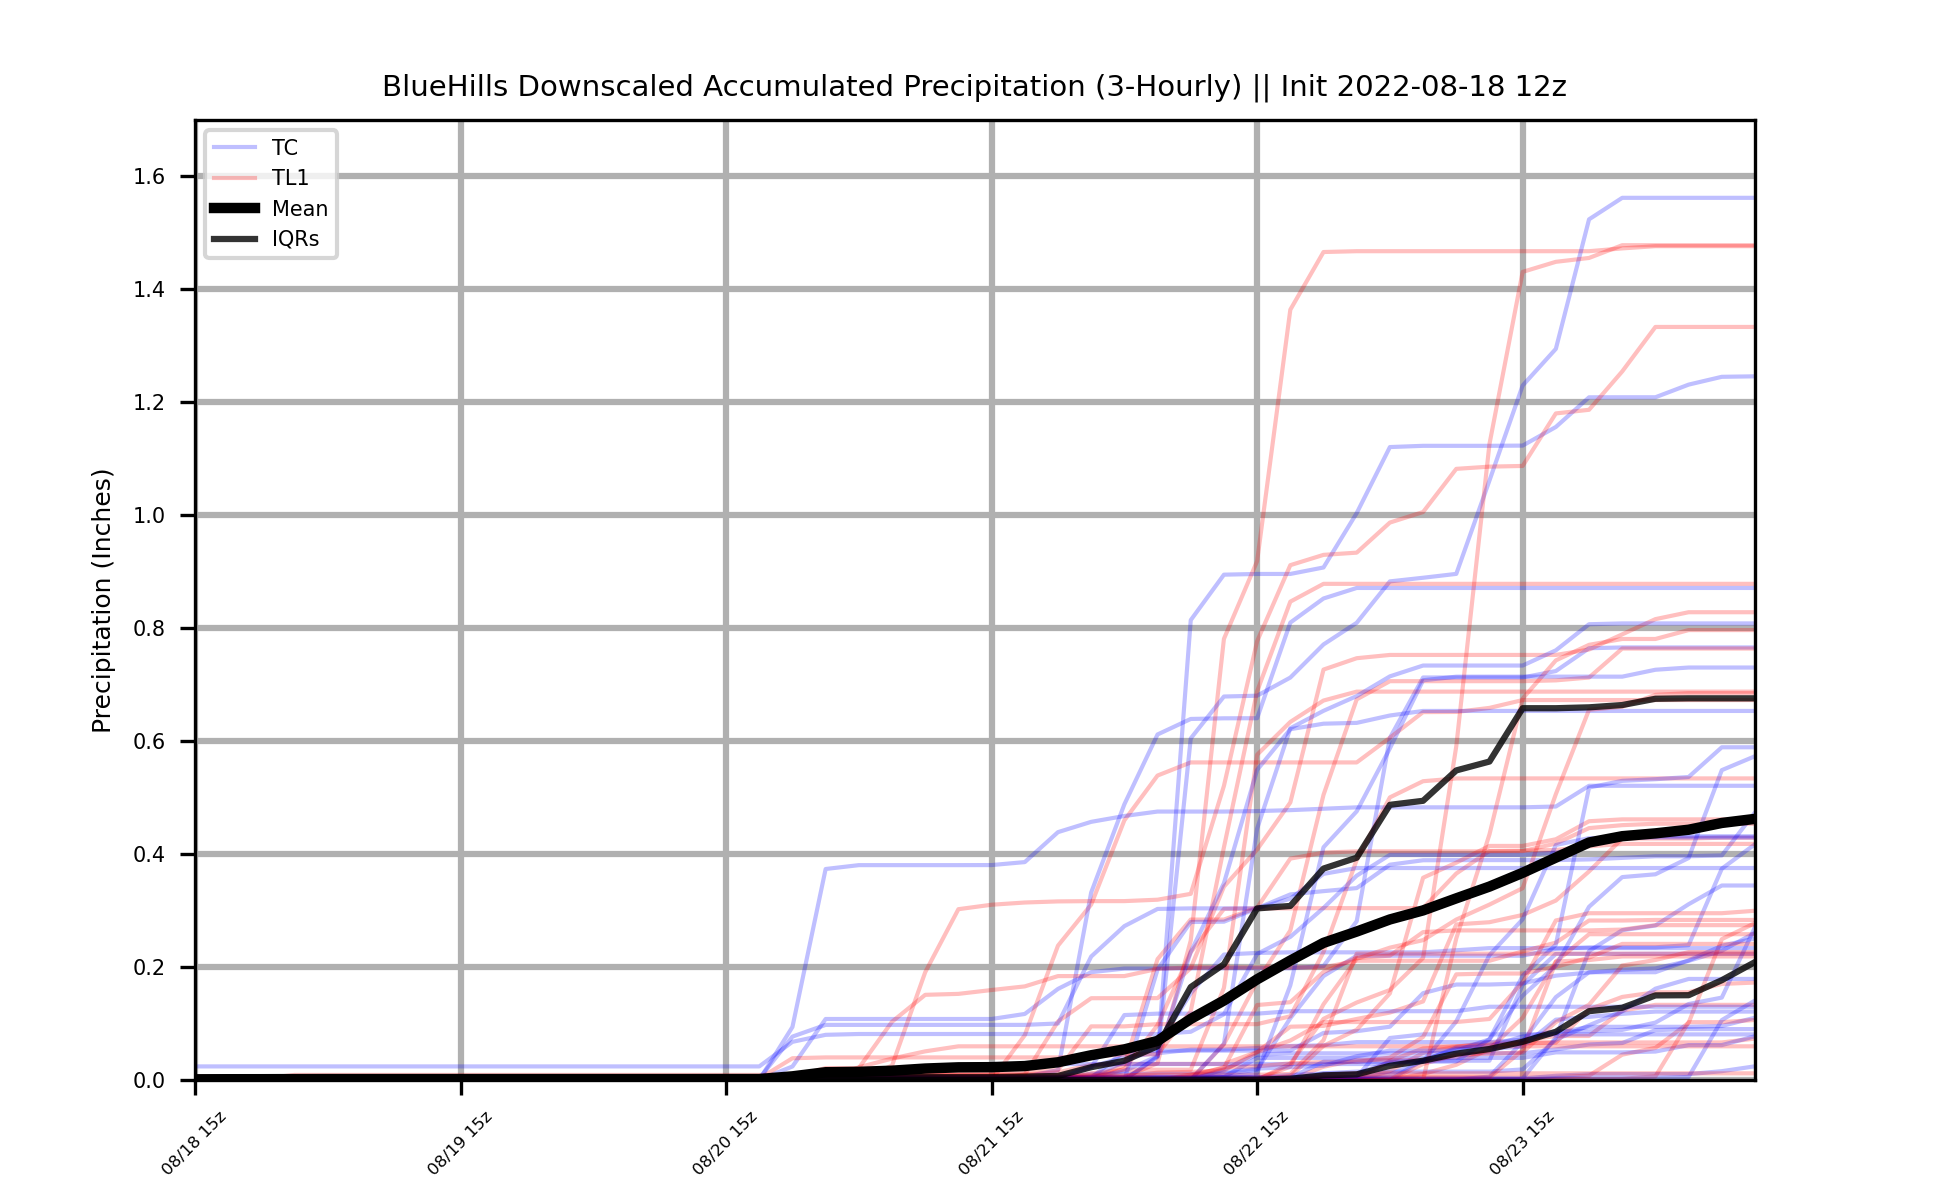 BlueHills Downscaled Accumulated Precipitation (3-Hourly) || Init 2022-08-18 12z
TC
TL1
Mean
IQRs
Precipitation (Inches)
1.6
1.4
1.2
1.0
0.8
0.6
0.4
0.2
0.0
08/18 15z
08/19 15z
08/20 15z
08/21 15z
08/22 15z
08/23 15z